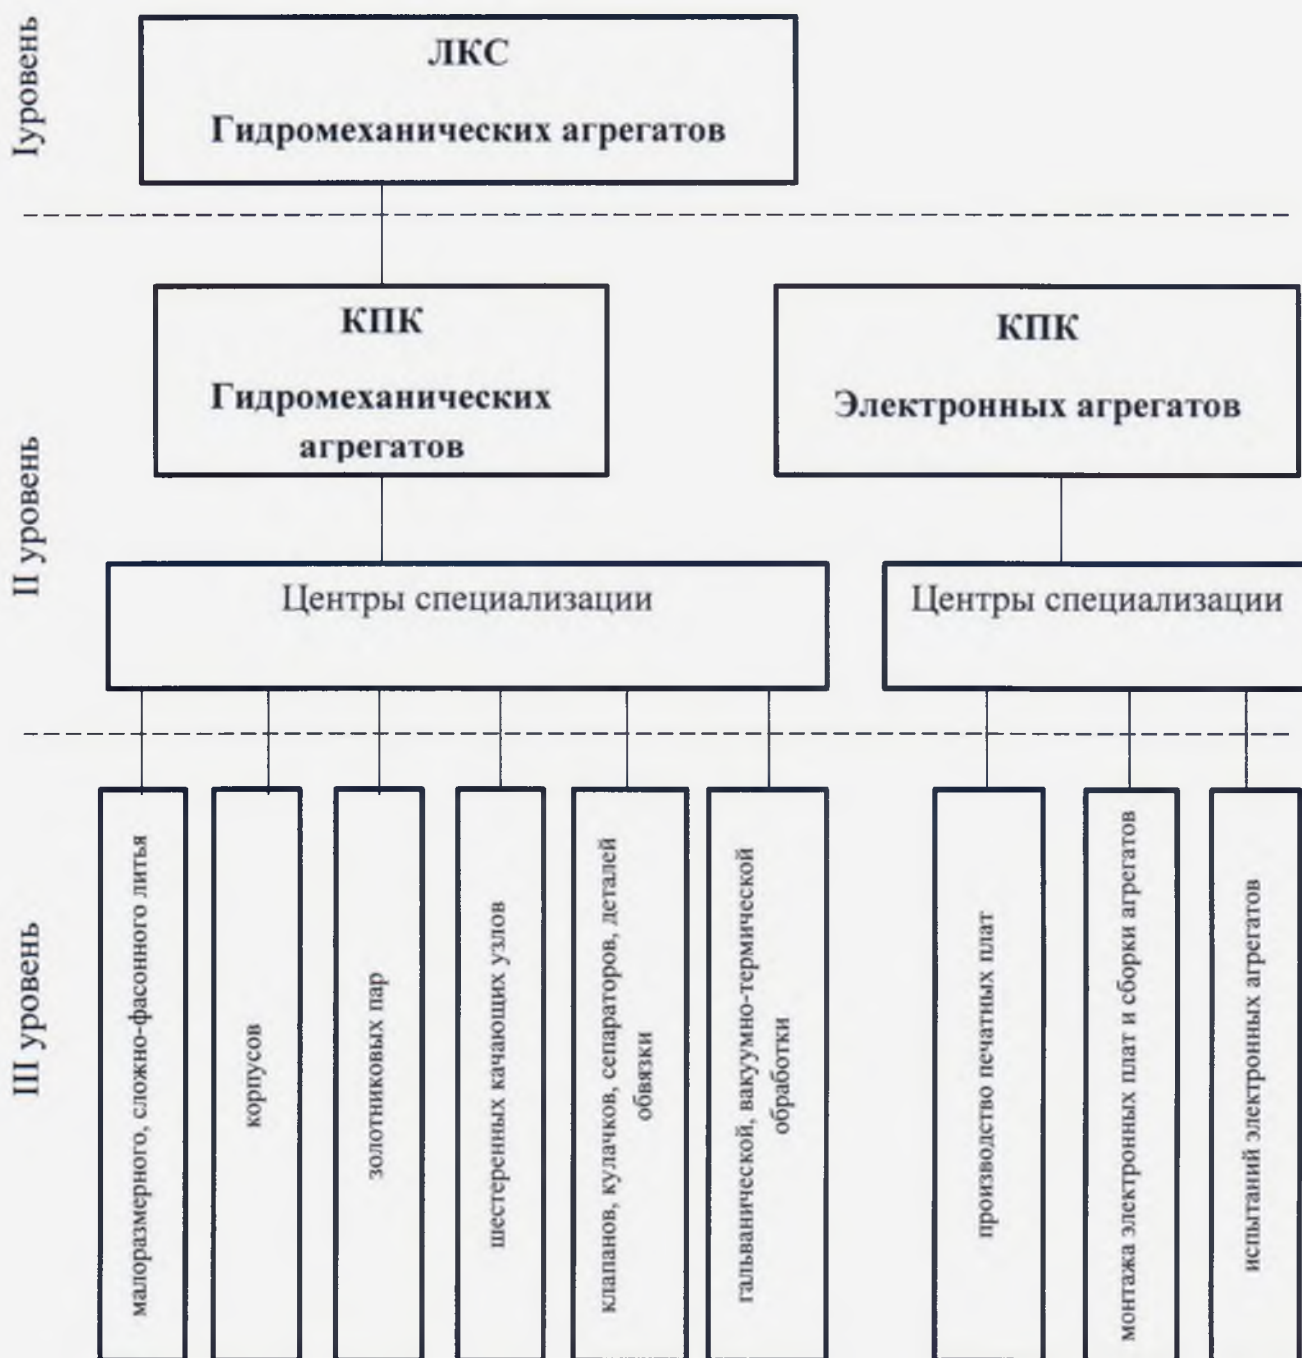 Iуровень
ЛКС
Гидромеханических агрегатов
II уровень
КПК
Гидромеханических
агрегатов
КПК
Электронных агрегатов
Центры специализации
Центры специализации
III уровень
малоразмерного, сложно-фасонного литья
корпусов
золотниковых пар
шестеренных качающих узлов
клапанов, кулачков, сепараторов, деталей
обвязки
гальванической, вакуумно-термической
обработки
производство печатных плат
монтажа электронных плат и сборки агрегатов
испытаний электронных агрегатов